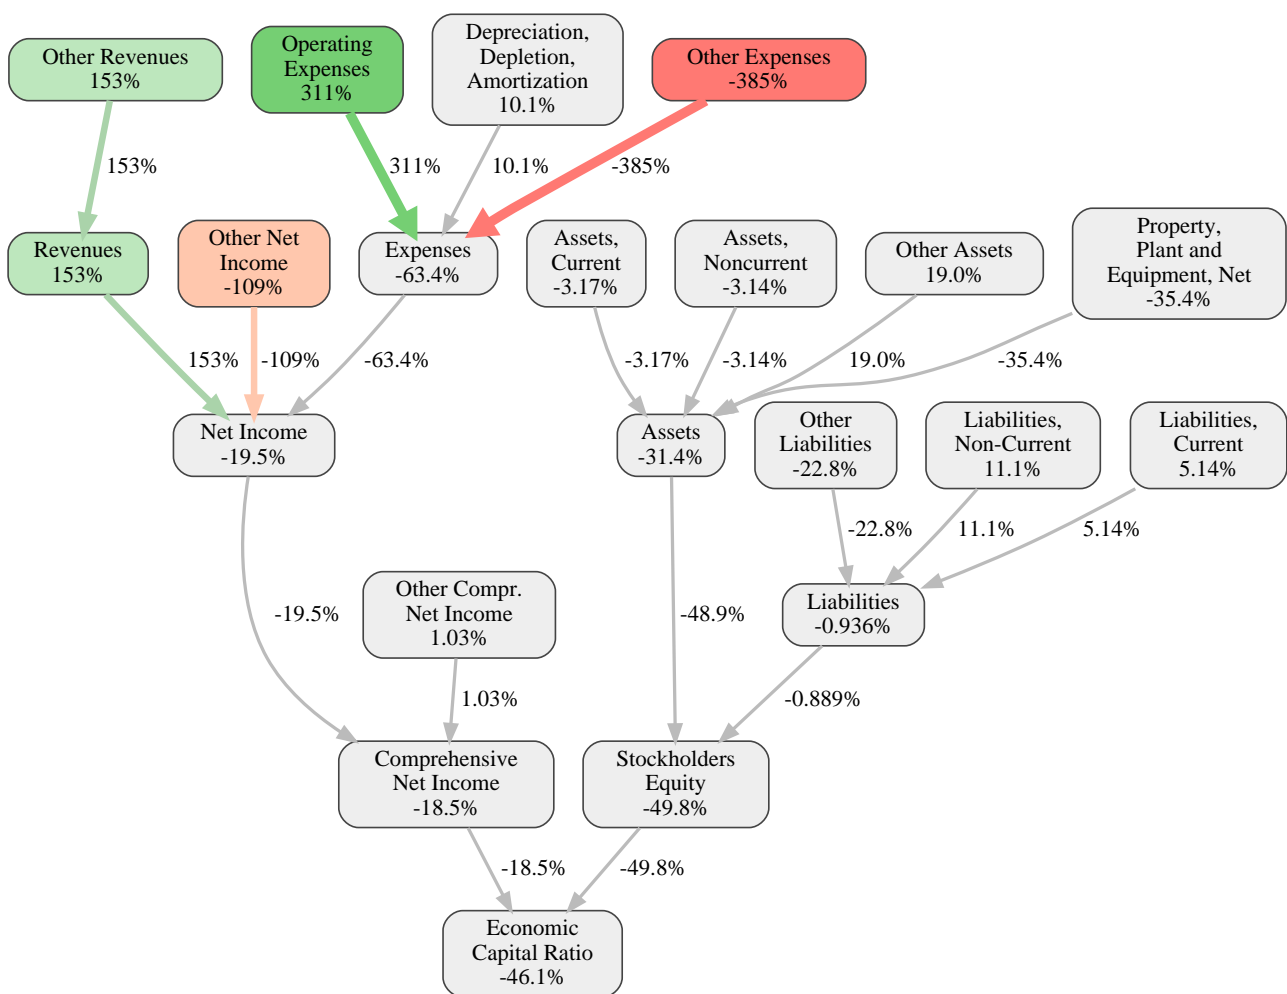 Other Revenues
153%
Operating
Expenses
311%
Depreciation,
Depletion,
Amortization
10.1%
Other Expenses
-385%
153%
311%
10.1%
-385%
Revenues
153%
Other Net
Income
-109%
Expenses
-63.4%
Assets,
Current
-3.17%
Assets,
Noncurrent
-3.14%
Other Assets
19.0%
Property,
Plant and
Equipment, Net
-35.4%
153%
-109%
-63.4%
-3.17%
-3.14%
19.0%
-35.4%
Net Income
-19.5%
Assets
-31.4%
Other
Liabilities
-22.8%
Liabilities,
Non-Current
11.1%
Liabilities,
Current
5.14%
-22.8%
11.1%
5.14%
-19.5%
Other Compr.
Net Income
1.03%
-48.9%
Liabilities
-0.936%
1.03%
-0.889%
Comprehensive
Net Income
-18.5%
Stockholders
Equity
-49.8%
-18.5%
-49.8%
Economic
Capital Ratio
-46.1%